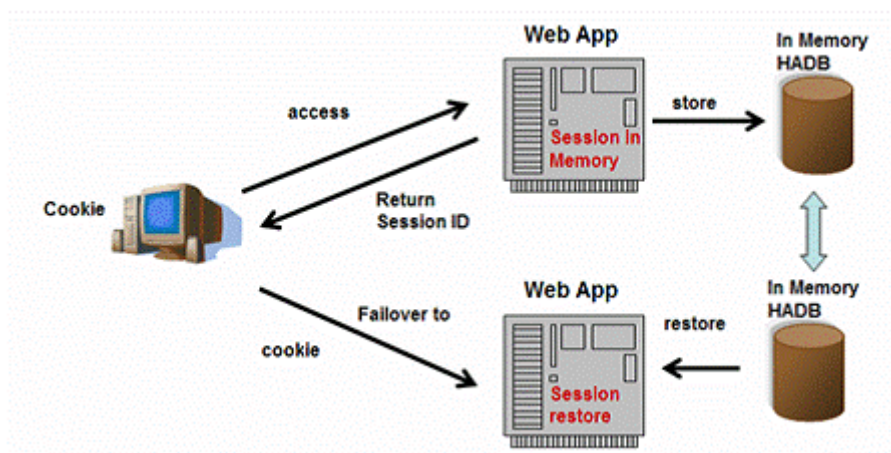 Web App
In Memory
HADB
access
store
Session in
Memory
Cookie
Return
Session ID
Web App
In Memory
HADB
Failover to
restore
cookie
Session
restore